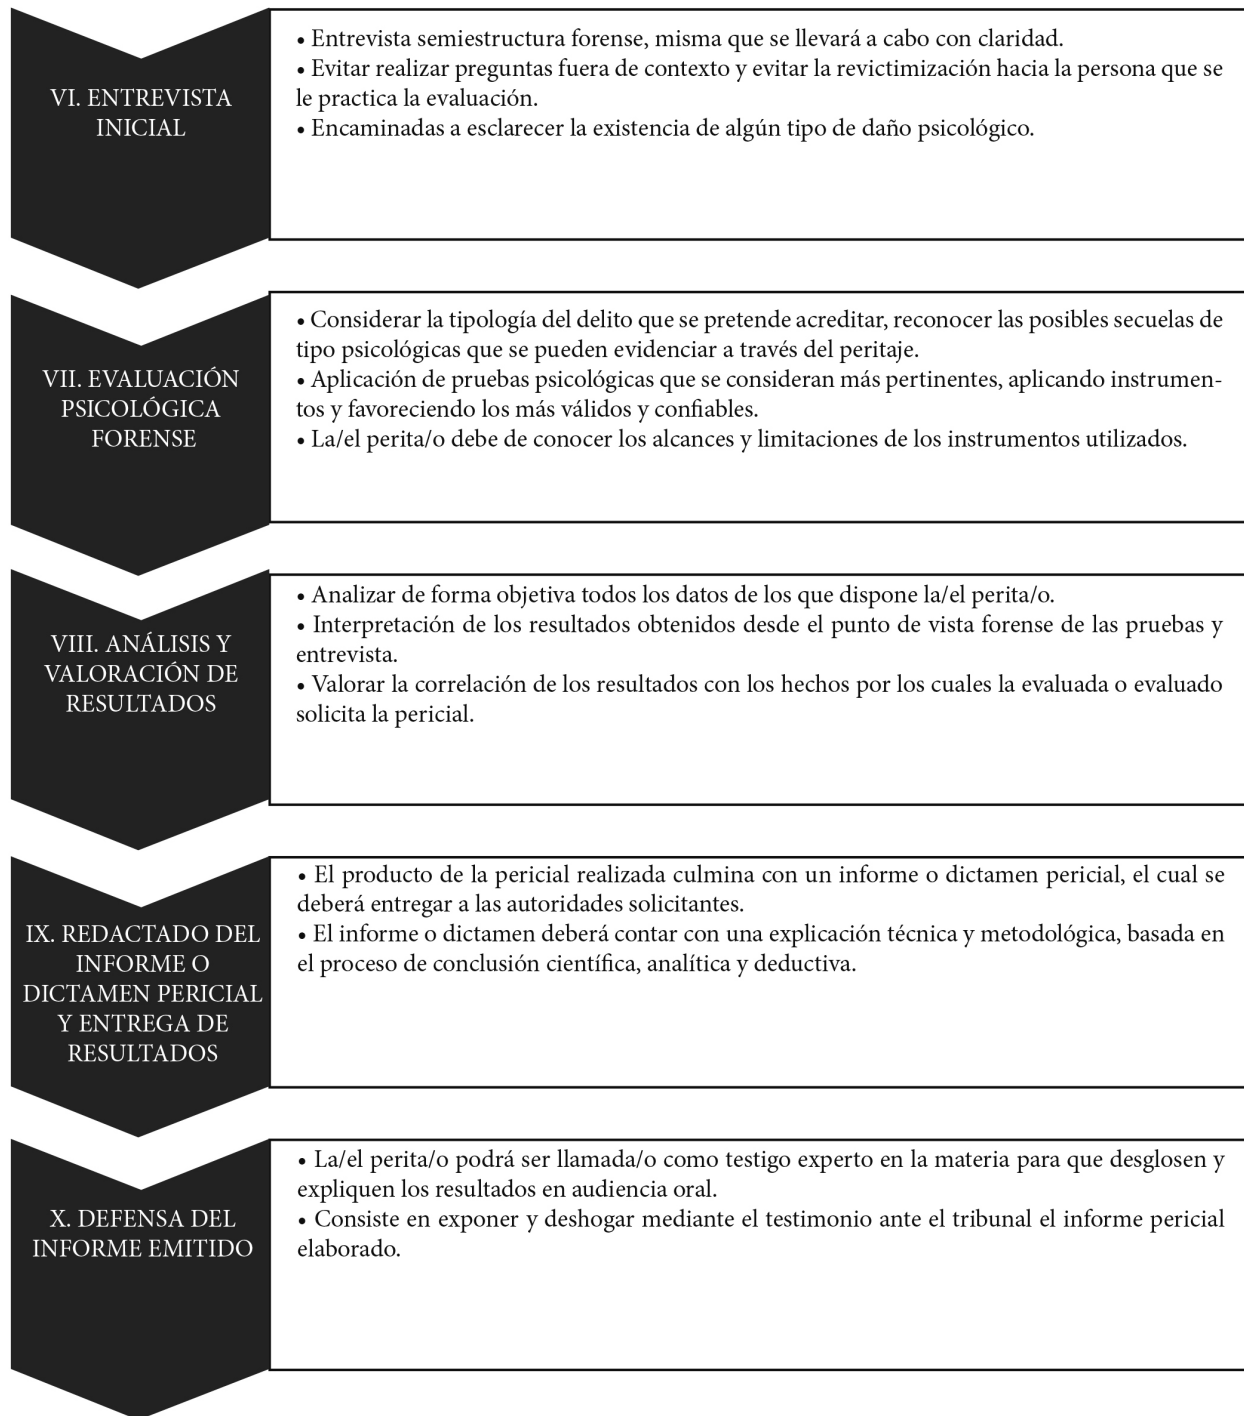 VI. ENTREVISTA
INICIAL
• Entrevista semiestructura forense, misma que se llevará a cabo con claridad.
• Evitar realizar preguntas fuera de contexto y evitar la revictimización hacia la persona que se
le practica la evaluación.
• Encaminadas a esclarecer la existencia de algún tipo de daño psicológico.
VII. EVALUACIÓN
PSICOLÓGICA
FORENSE
• Considerar la tipología del delito que se pretende acreditar, reconocer las posibles secuelas de
tipo psicológicas que se pueden evidenciar a través del peritaje.
• Aplicación de pruebas psicológicas que se consideran más pertinentes, aplicando instrumen-
tos y favoreciendo los más válidos y confiables.
• La/el perita/o debe de conocer los alcances y limitaciones de los instrumentos utilizados.
VIII. ANÁLISIS Y
VALORACIÓN DE
RESULTADOS
• Analizar de forma objetiva todos los datos de los que dispone la/el perita/o.
• Interpretación de los resultados obtenidos desde el punto de vista forense de las pruebas y
entrevista.
• Valorar la correlación de los resultados con los hechos por los cuales la evaluada o evaluado
solicita la pericial.
IX. REDACTADO DEL
INFORME O
DICTAMEN PERICIAL
Y ENTREGA DE
RESULTADOS
• El producto de la pericial realizada culmina con un informe o dictamen pericial, el cual se
deberá entregar a las autoridades solicitantes.
• El informe o dictamen deberá contar con una explicación técnica y metodológica, basada en
el proceso de conclusión científica, analítica y deductiva.
X. DEFENSA DEL
INFORME EMITIDO
• La/el perita/o podrá ser llamada/o como testigo experto en la materia para que desglosen y
expliquen los resultados en audiencia oral.
• Consiste en exponer y deshogar mediante el testimonio ante el tribunal el informe pericial
elaborado.